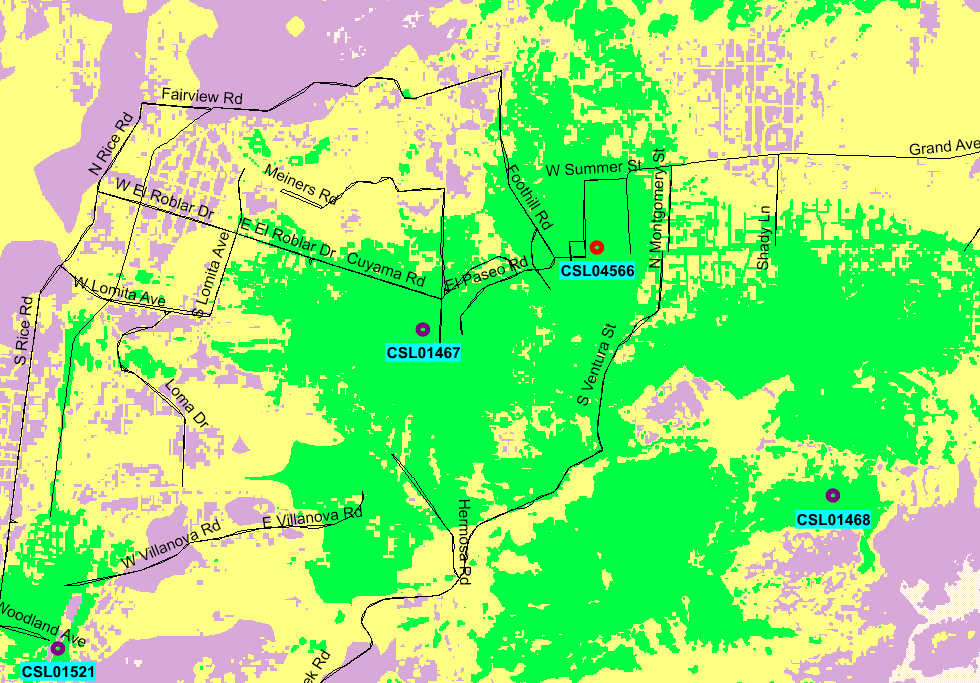 Fairview Rd
N Rice Rd
Grand Ave
W Summer St
Meiners Rd
Foothill Rd
N Montgomery St
W El Roblar Dr
E El Roblar Dr
Cuyama Rd
Shady Ln
S Lomita Ave
El Paseo Rd
CSL04566
W Lomita Ave
S Rice Rd
CSL01467
S Ventura St
Loma Dr
CSL01468
W Villanova Rd
E Villanova Rd
Hermosa Rd
Woodland Ave
CSL01521
ek Rd